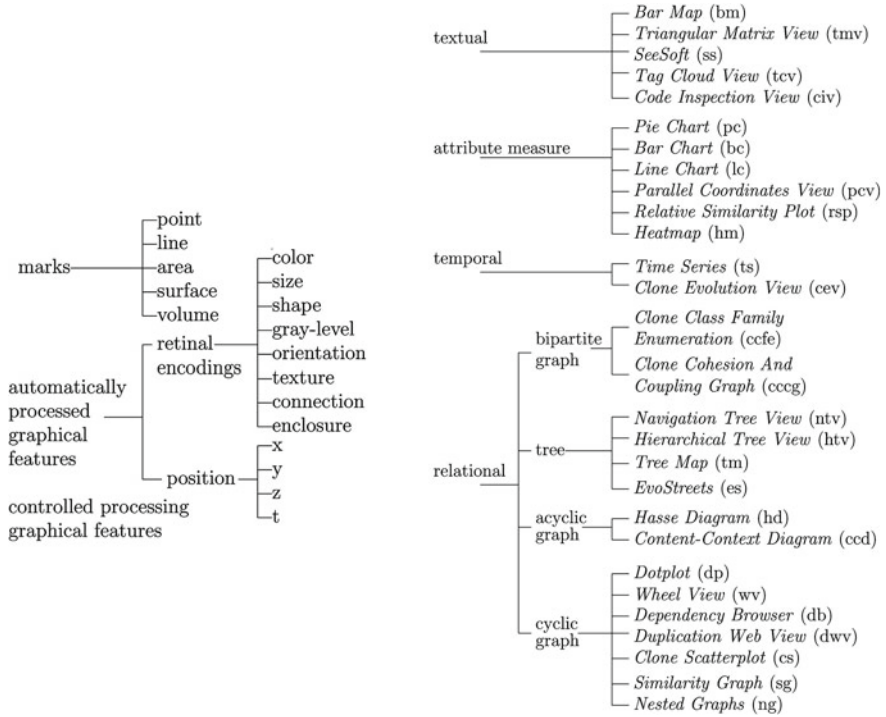 marks
point
line
area
surface
volume
automatically
processed
graphical
features
retinal
encodings
color
size
shape
gray-level
orientation
texture
connection
enclosure
position
x
y
z
t
controlled processing
graphical features
textual
Bar Map (bm)
Triangular Matrix View (tmv)
SeeSoft (ss)
Tag Cloud View (tcv)
Code Inspection View (civ)
attribute measure
Pie Chart (pc)
Bar Chart (bc)
Line Chart (lc)
Parallel Coordinates View (pcv)
Relative Similarity Plot (rsp)
Heatmap (hm)
temporal
Time Series (ts)
Clone Evolution View (cev)
relational
bipartite
graph
Clone Class Family
Enumeration (ccfe)
Clone Cohesion And
Coupling Graph (cccg)
tree
Navigation Tree View (ntv)
Hierarchical Tree View (htv)
Tree Map (tm)
EvoStreets (es)
acyclic
graph
Hasse Diagram (hd)
Content-Context Diagram (ccd)
cyclic
graph
Dotplot (dp)
Wheel View (wv)
Dependency Browser (db)
Duplication Web View (dwv)
Clone Scatterplot (cs)
Similarity Graph (sg)
Nested Graphs (ng)